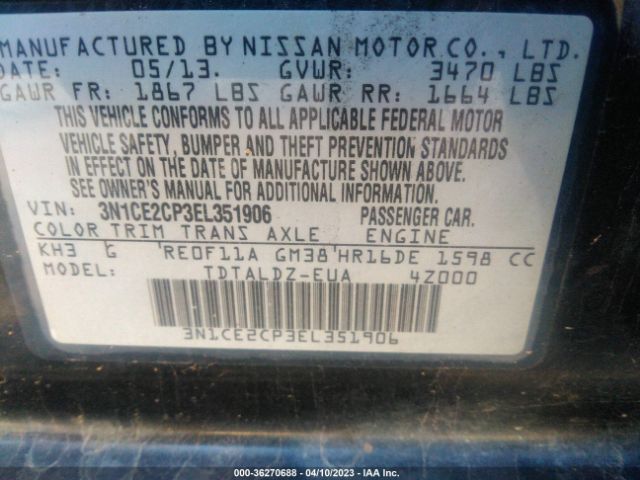 MANUFACTURED BY NISSAN MOTOR CO., LTD.
DATE: 05/13. GVWR: 3470 LBS
GAWR FR: 1867 LBS GAWR RR: 1664 LBS
THIS VEHICLE CONFORMS TO ALL APPLICABLE FEDERAL MOTOR
VEHICLE SAFETY, BUMPER AND THEFT PREVENTION STANDARDS
IN EFFECT ON THE DATE OF MANUFACTURE SHOWN ABOVE.
SEE OWNER'S MANUAL FOR ADDITIONAL INFORMATION.
VIN: 3N1CE2CP3EL351906 PASSENGER CAR.
COLOR TRIM TRANS AXLE ENGINE
KH3 G RE0F11A GM38 HR16DE 1598 CC
MODEL: TDTALDZ-EUA 4Z000
3N1CE2CP3EL351906
000-36270688 - 04/10/2023 - IAA Inc.